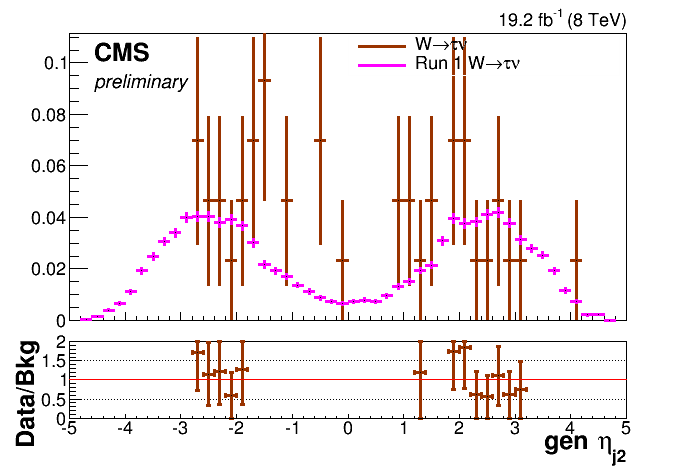 19.2 fb⁻¹ (8 TeV)
CMS
preliminary
W→τν
Run 1 W→τν
0.1
0.08
0.06
0.04
0.02
0
Data/Bkg
2
1.5
1
0.5
0
-5 -4 -3 -2 -1 0 1 2 3 4 5
gen η_j2